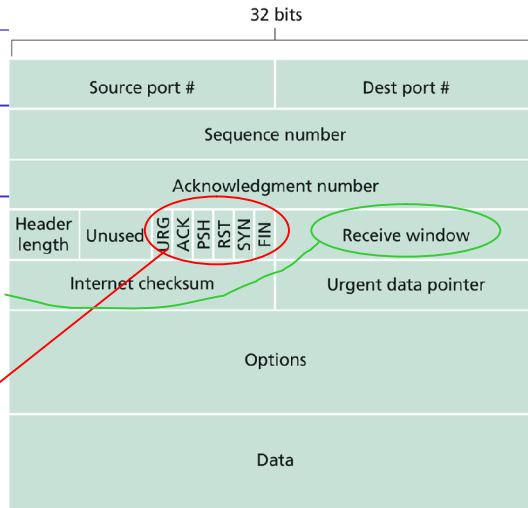 32 bits
Source port # Dest port #
Sequence number
Acknowledgment number
Header length Unused URG ACK PSH RST SYN FIN Receive window
Internet checksum Urgent data pointer
Options
Data